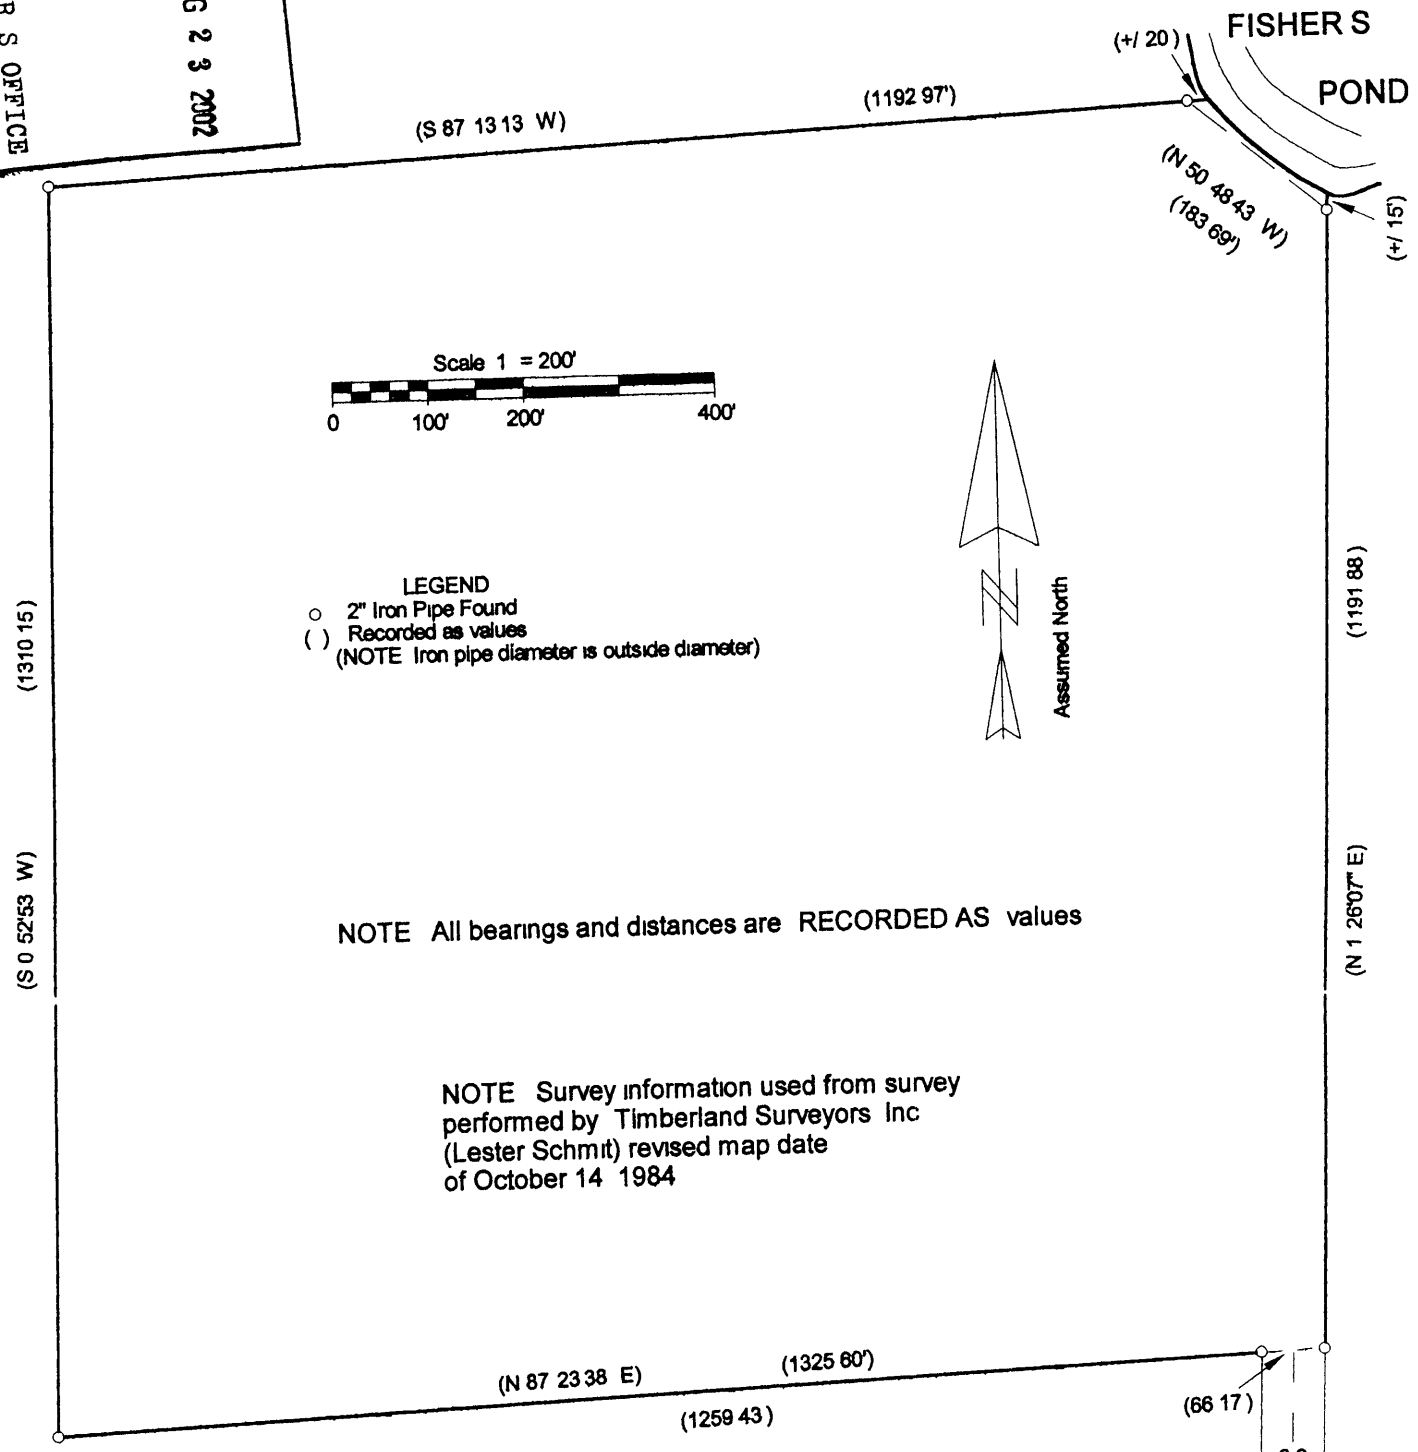 R S OFFICE
G 2 3 2002
FISHER S
POND
(+/ 20 )
(S 87 13 13 W)
(1192 97')
(N 50 48 43 W)
(183 69')
(+/ 15')
Scale 1 = 200'
0 100' 200' 400'
LEGEND
2" Iron Pipe Found
( ) Recorded as values
(NOTE Iron pipe diameter is outside diameter)
Assumed North
(1310 15 )
(S 0 52'53 W)
(1191 88 )
(N 1 26'07" E)
NOTE All bearings and distances are RECORDED AS values
NOTE Survey information used from survey
performed by Timberland Surveyors Inc
(Lester Schmit) revised map date
of October 14 1984
(N 87 23 38 E)
(1325 60')
(1259 43 )
(66 17 )